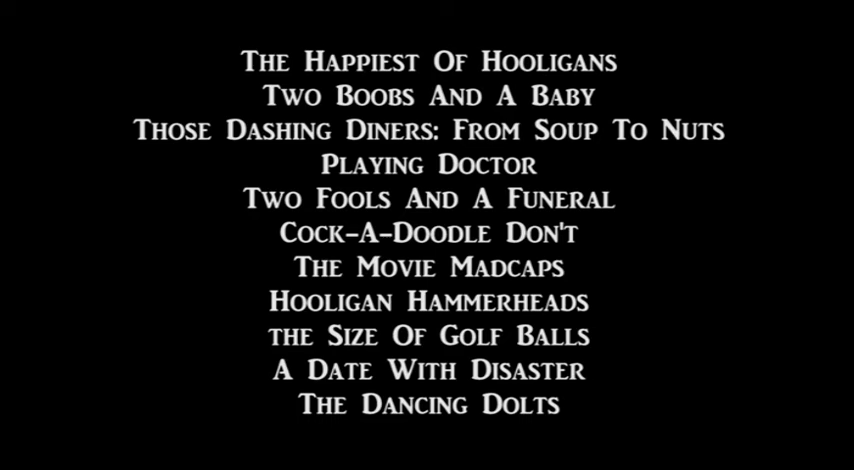 The Happiest Of Hooligans
Two Boobs And A Baby
Those Dashing Diners: From Soup To Nuts
Playing Doctor
Two Fools And A Funeral
Cock-A-Doodle Don't
The Movie Madcaps
Hooligan Hammerheads
the Size Of Golf Balls
A Date With Disaster
The Dancing Dolts